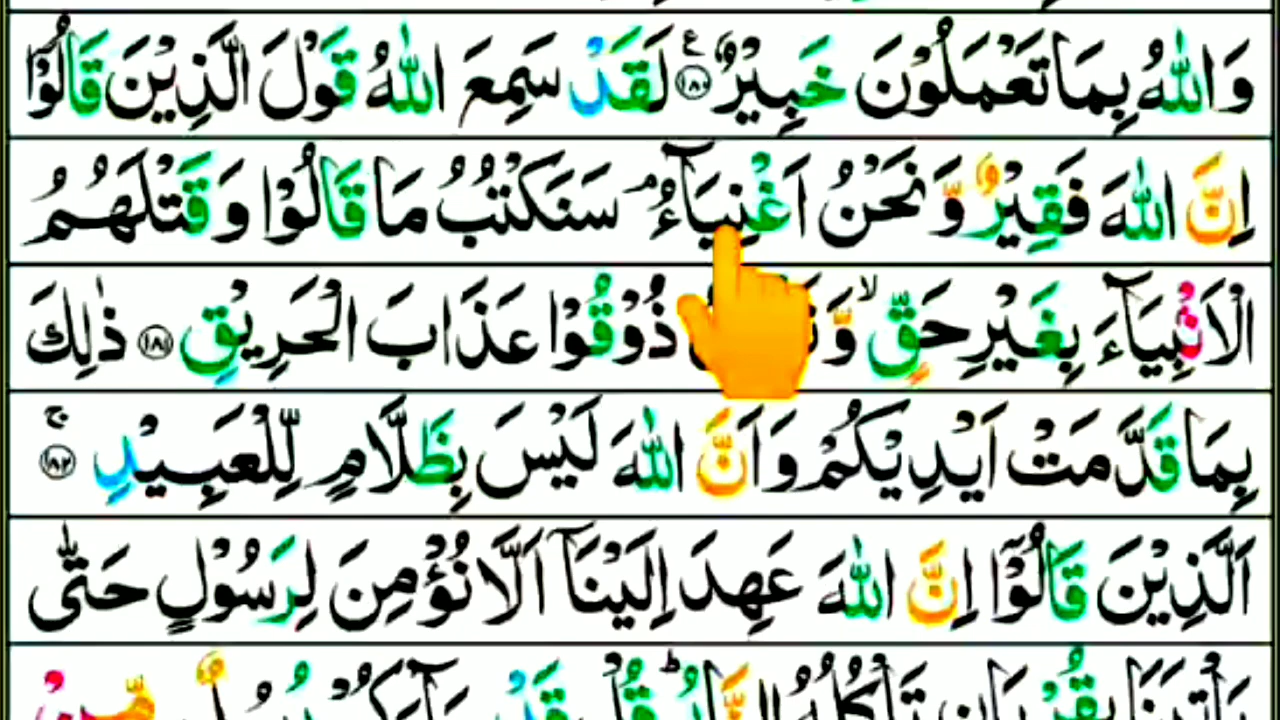 وَاللّٰهُ بِمَا تَعْمَلُوْنَ خَبِيْرٌ ۝١٨٠ۧ لَقَدْ سَمِعَ اللّٰهُ قَوْلَ الَّذِيْنَ قَالُوْۤا
اِنَّ اللّٰهَ فَقِيْرٌ وَّنَحْنُ اَغْنِيَآءُ ۘ سَنَكْتُبُ مَا قَالُوْا وَقَتْلَهُمُ
الْاَنْۢبِيَآءَ بِغَيْرِ حَقٍّ ۙ ذُوْقُوْا عَذَابَ الْحَرِيْقِ ۝١٨١ ذٰلِكَ
بِمَا قَدَّمَتْ اَيْدِيْكُمْ وَاَنَّ اللّٰهَ لَيْسَ بِظَلَّامٍ لِّلْعَبِيْدِ ۝١٨٢ۚ
اَلَّذِيْنَ قَالُوْۤا اِنَّ اللّٰهَ عَهِدَ اِلَيْنَاۤ اَلَّا نُؤْمِنَ لِرَسُوْلٍ حَتّٰى